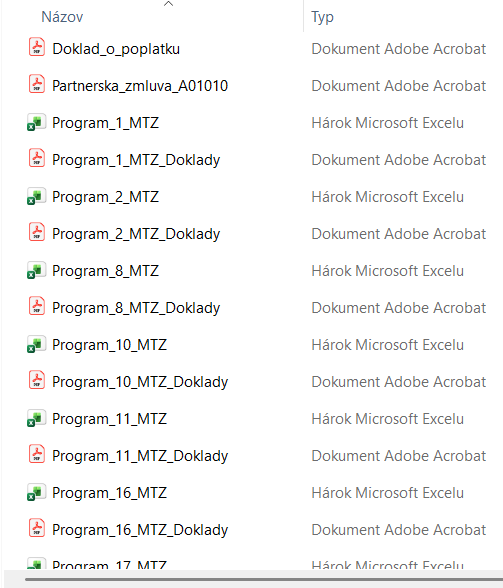 Názov Typ
Doklad_o_poplatku Dokument Adobe Acrobat
Partnerska_zmluva_A01010 Dokument Adobe Acrobat
Program_1_MTZ Hárok Microsoft Excelu
Program_1_MTZ_Doklady Dokument Adobe Acrobat
Program_2_MTZ Hárok Microsoft Excelu
Program_2_MTZ_Doklady Dokument Adobe Acrobat
Program_8_MTZ Hárok Microsoft Excelu
Program_8_MTZ_Doklady Dokument Adobe Acrobat
Program_10_MTZ Hárok Microsoft Excelu
Program_10_MTZ_Doklady Dokument Adobe Acrobat
Program_11_MTZ Hárok Microsoft Excelu
Program_11_MTZ_Doklady Dokument Adobe Acrobat
Program_16_MTZ Hárok Microsoft Excelu
Program_16_MTZ_Doklady Dokument Adobe Acrobat
Program_17_MTZ Hárok Microsoft Excelu